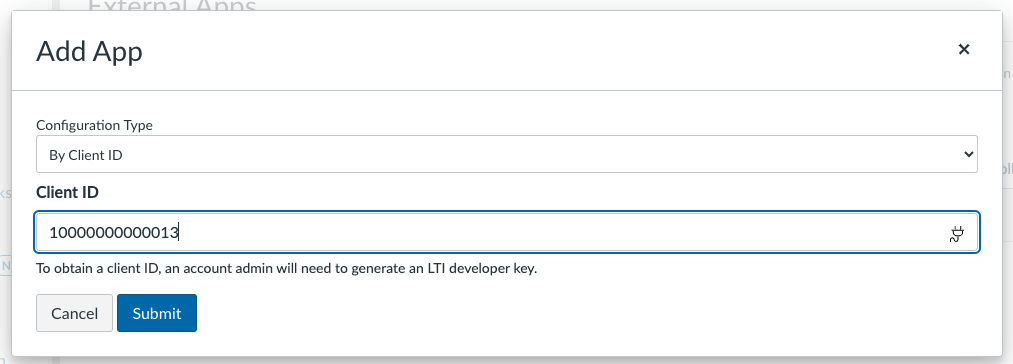 External Apps
Add App
×
Configuration Type
By Client ID
Client ID
10000000000013
To obtain a client ID, an account admin will need to generate an LTI developer key.
Cancel
Submit